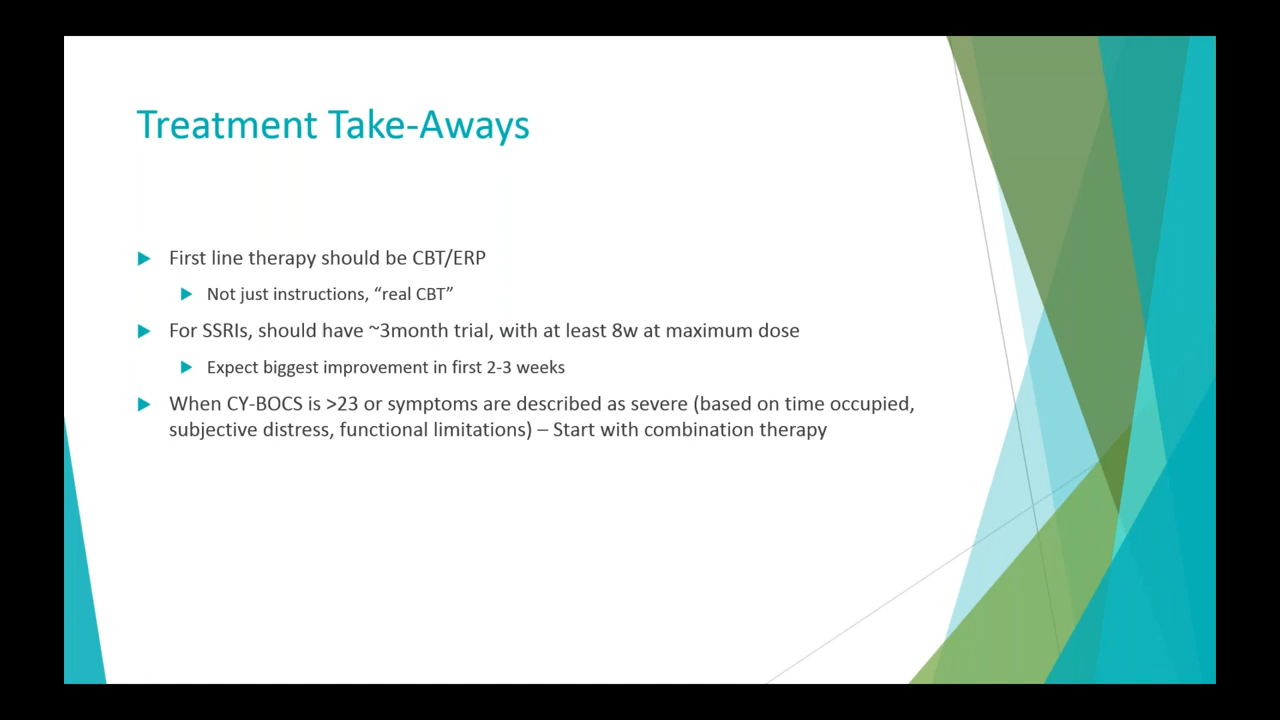 Treatment Take-Aways
First line therapy should be CBT/ERP
Not just instructions, “real CBT”
For SSRIs, should have ~3month trial, with at least 8w at maximum dose
Expect biggest improvement in first 2-3 weeks
When CY-BOCS is >23 or symptoms are described as severe (based on time occupied,
subjective distress, functional limitations) – Start with combination therapy